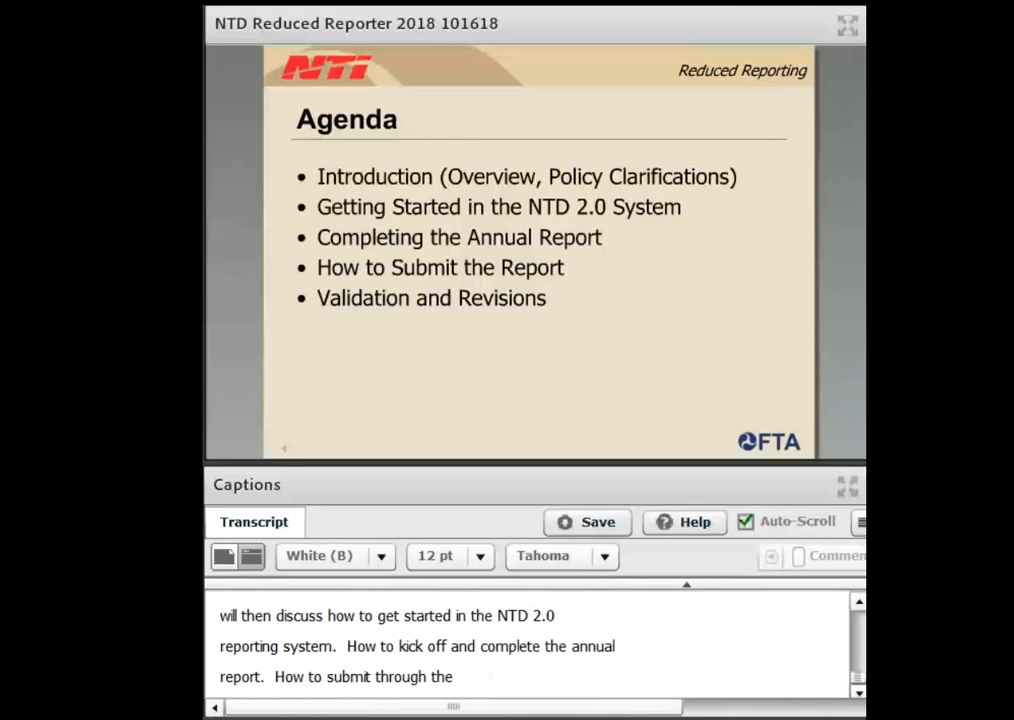 NTD Reduced Reporter 2018 101618
NTI
Reduced Reporting
Agenda
• Introduction (Overview, Policy Clarifications)
• Getting Started in the NTD 2.0 System
• Completing the Annual Report
• How to Submit the Report
• Validation and Revisions
4
FTA
Captions
Transcript
Save
Help
Auto-Scroll
White (B)
12 pt
Tahoma
Commen
will then discuss how to get started in the NTD 2.0
reporting system.  How to kick off and complete the annual
report.  How to submit through the